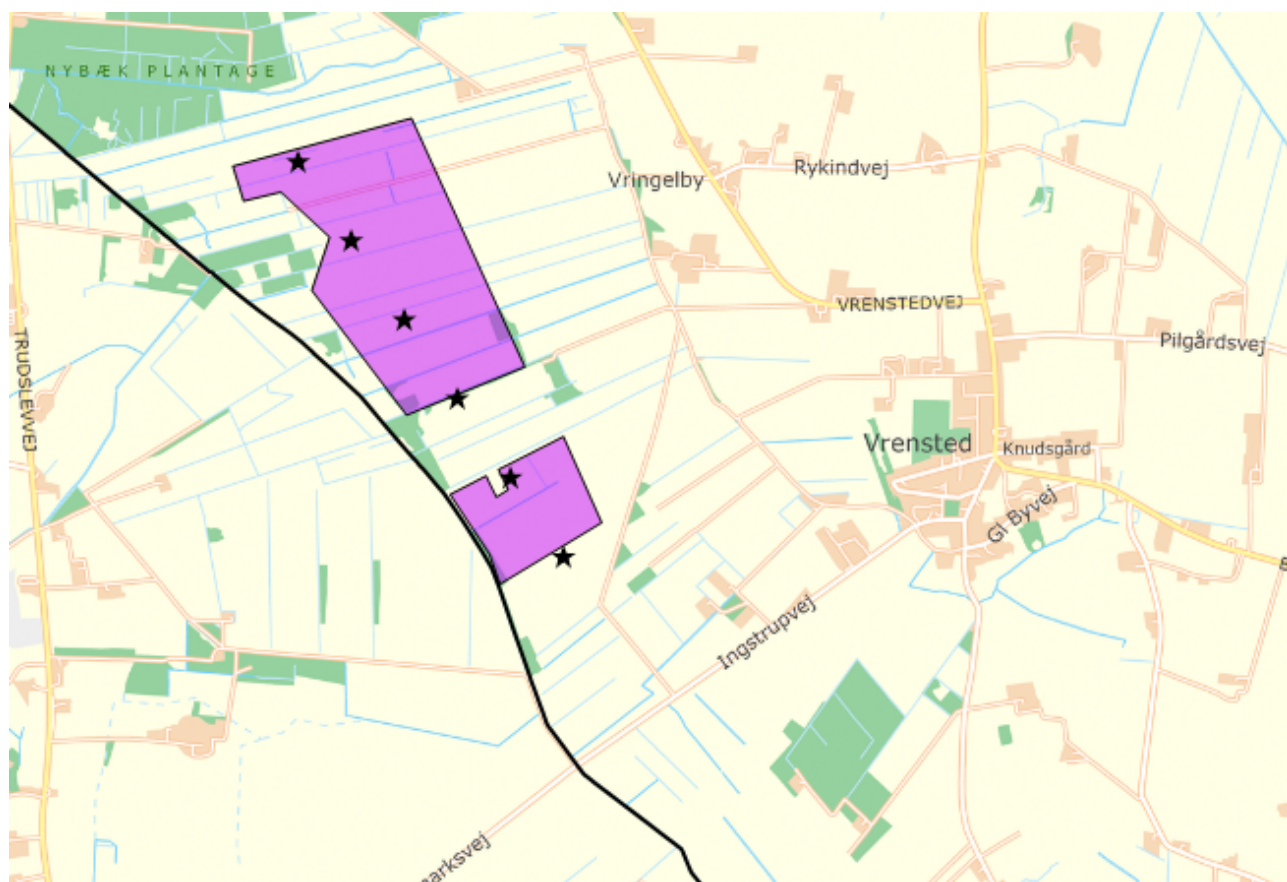 NYBÆK PLANTAGE
Vringelby
Rykindvej
VRENSTEDVEJ
Pilgårdsvej
TRUDSLEVVEJ
Vrensted
Knudsgård
Gl Byvej
Ingstrupvej
arksvej